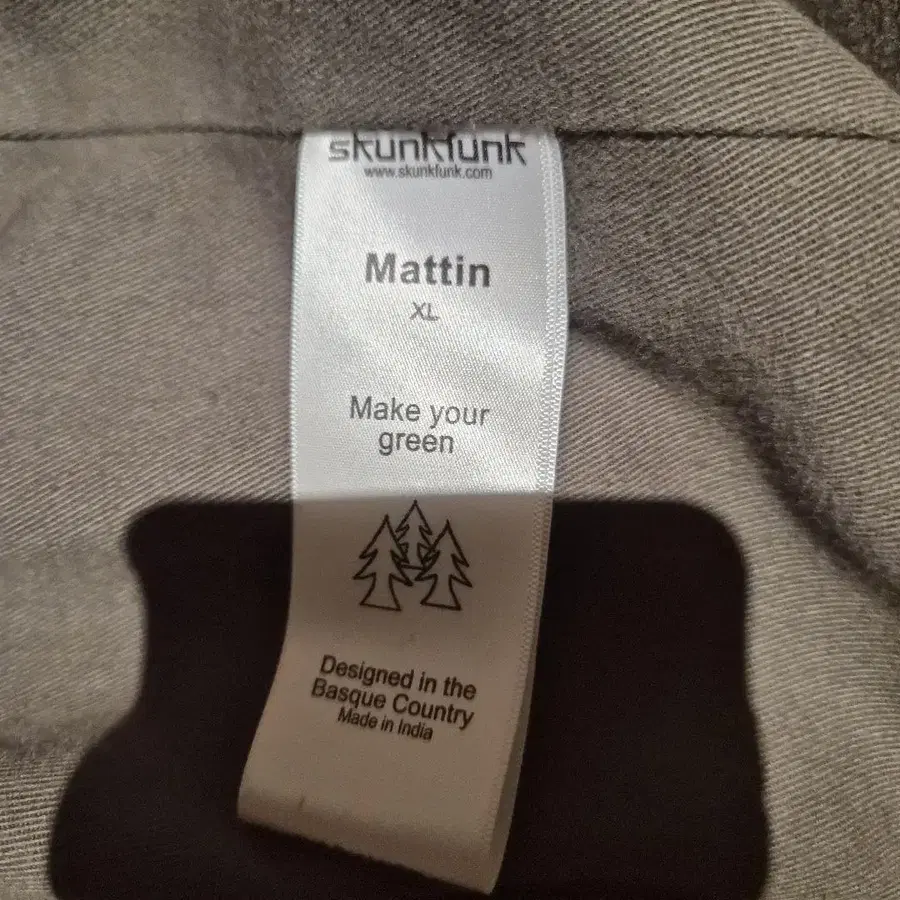 skunkfunk
www.skunkfunk.com
Mattin
XL
Make your
green
Designed in the
Basque Country
Made in India